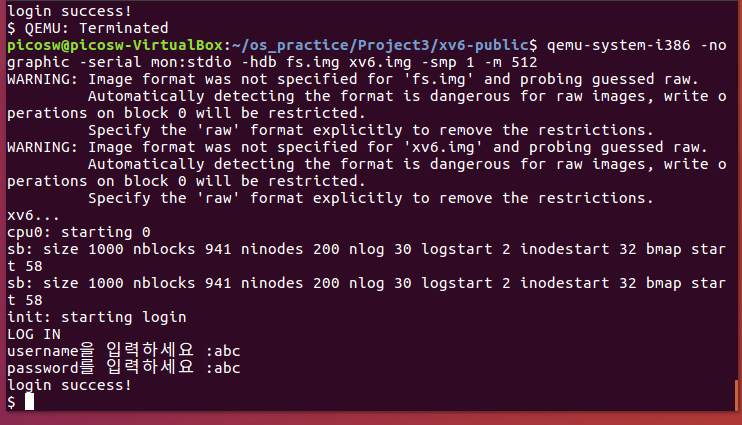 login success!
$ QEMU: Terminated
picosw@picosw-VirtualBox:~/os_practice/Project3/xv6-public$ qemu-system-i386 -no
graphic -serial mon:stdio -hdb fs.img xv6.img -smp 1 -m 512
WARNING: Image format was not specified for 'fs.img' and probing guessed raw.
         Automatically detecting the format is dangerous for raw images, write o
perations on block 0 will be restricted.
         Specify the 'raw' format explicitly to remove the restrictions.
WARNING: Image format was not specified for 'xv6.img' and probing guessed raw.
         Automatically detecting the format is dangerous for raw images, write o
perations on block 0 will be restricted.
         Specify the 'raw' format explicitly to remove the restrictions.
xv6...
cpu0: starting 0
sb: size 1000 nblocks 941 ninodes 200 nlog 30 logstart 2 inodestart 32 bmap star
t 58
sb: size 1000 nblocks 941 ninodes 200 nlog 30 logstart 2 inodestart 32 bmap star
t 58
init: starting login
LOG IN
username을 입력하세요 :abc
password를 입력하세요 :abc
login success!
$